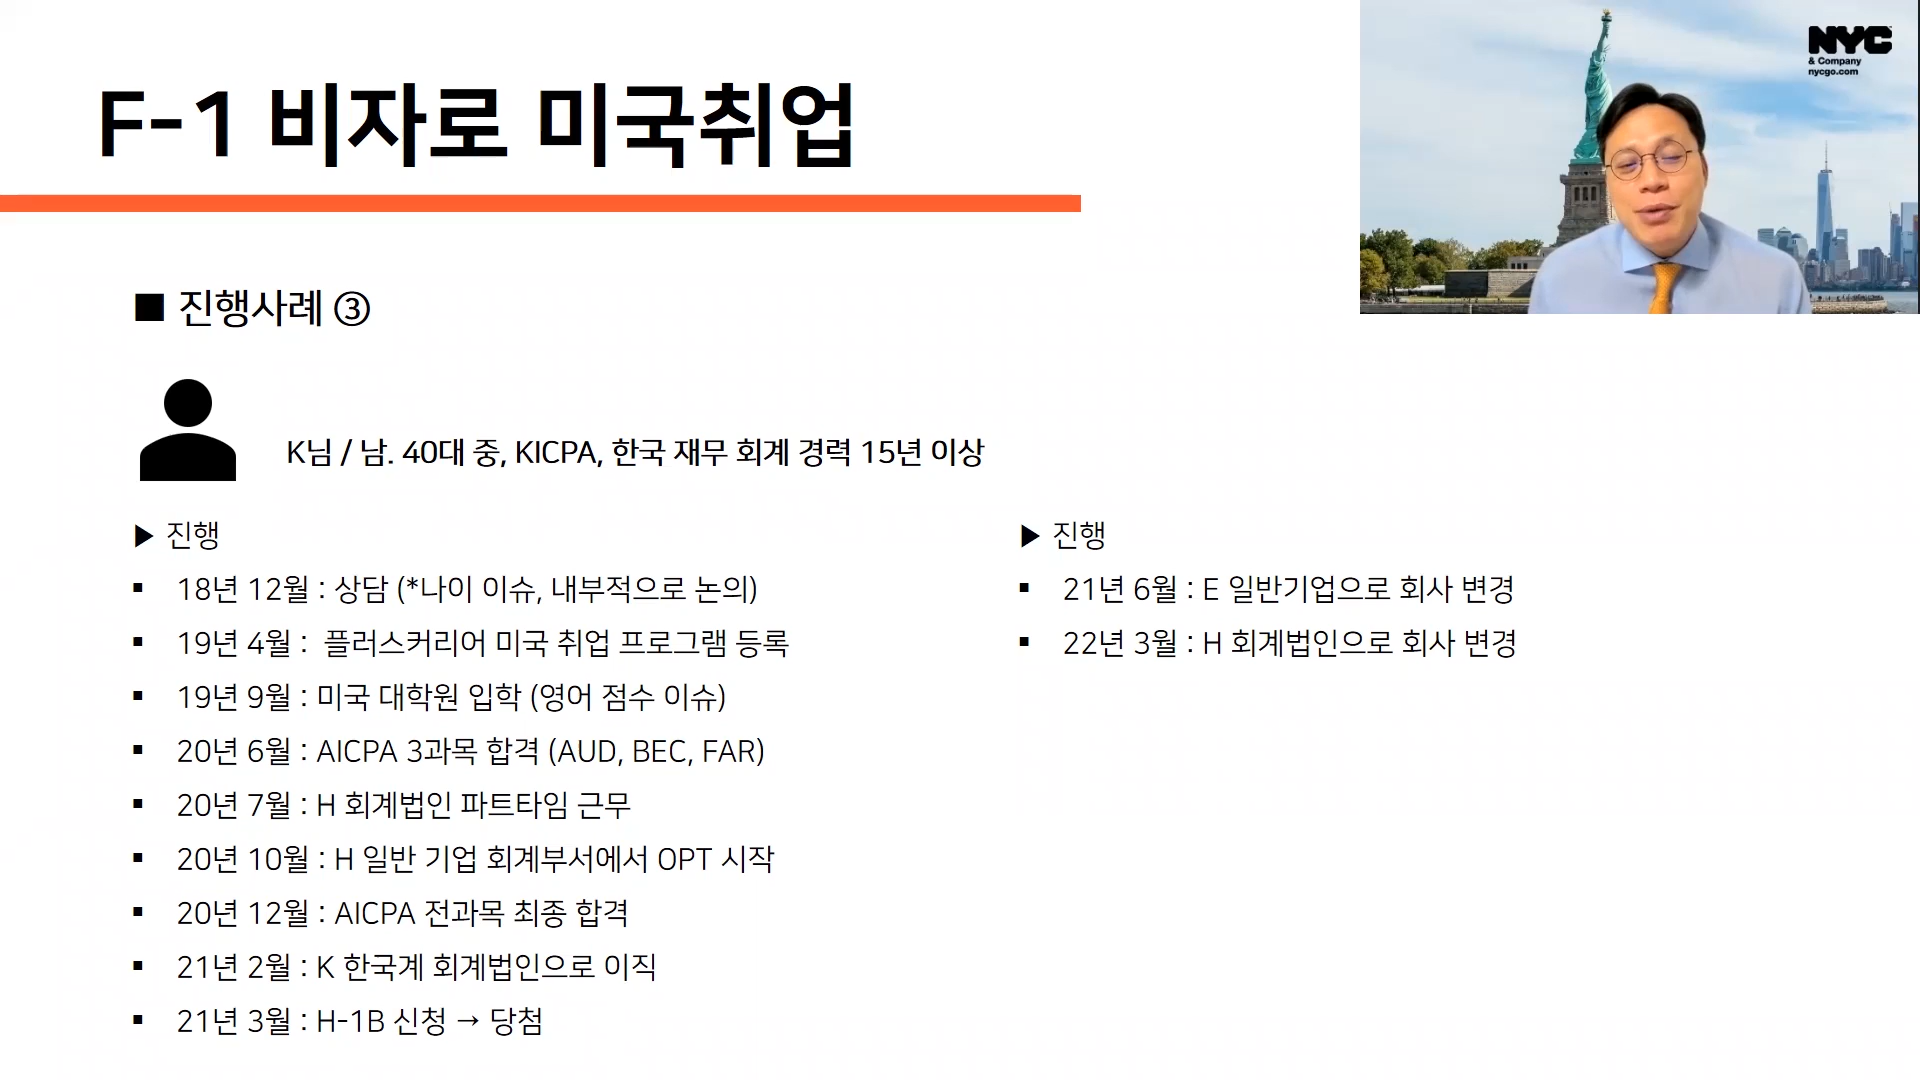 F-1 비자로 미국취업
NYC
& Company
nycgo.com
■ 진행사례 ③
K님 / 남. 40대 중, KICPA, 한국 재무 회계 경력 15년 이상
▶ 진행
▪ 18년 12월 : 상담 (*나이 이슈, 내부적으로 논의)
▪ 19년 4월 : 플러스커리어 미국 취업 프로그램 등록
▪ 19년 9월 : 미국 대학원 입학 (영어 점수 이슈)
▪ 20년 6월 : AICPA 3과목 합격 (AUD, BEC, FAR)
▪ 20년 7월 : H 회계법인 파트타임 근무
▪ 20년 10월 : H 일반 기업 회계부서에서 OPT 시작
▪ 20년 12월 : AICPA 전과목 최종 합격
▪ 21년 2월 : K 한국계 회계법인으로 이직
▪ 21년 3월 : H-1B 신청 → 당첨
▶ 진행
▪ 21년 6월 : E 일반기업으로 회사 변경
▪ 22년 3월 : H 회계법인으로 회사 변경